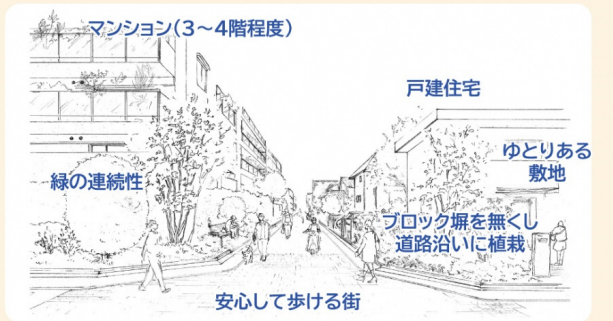 マンション(3〜4階程度)
戸建住宅
ゆとりある
敷地
緑の連続性
ブロック塀を無くし
道路沿いに植栽
安心して歩ける街